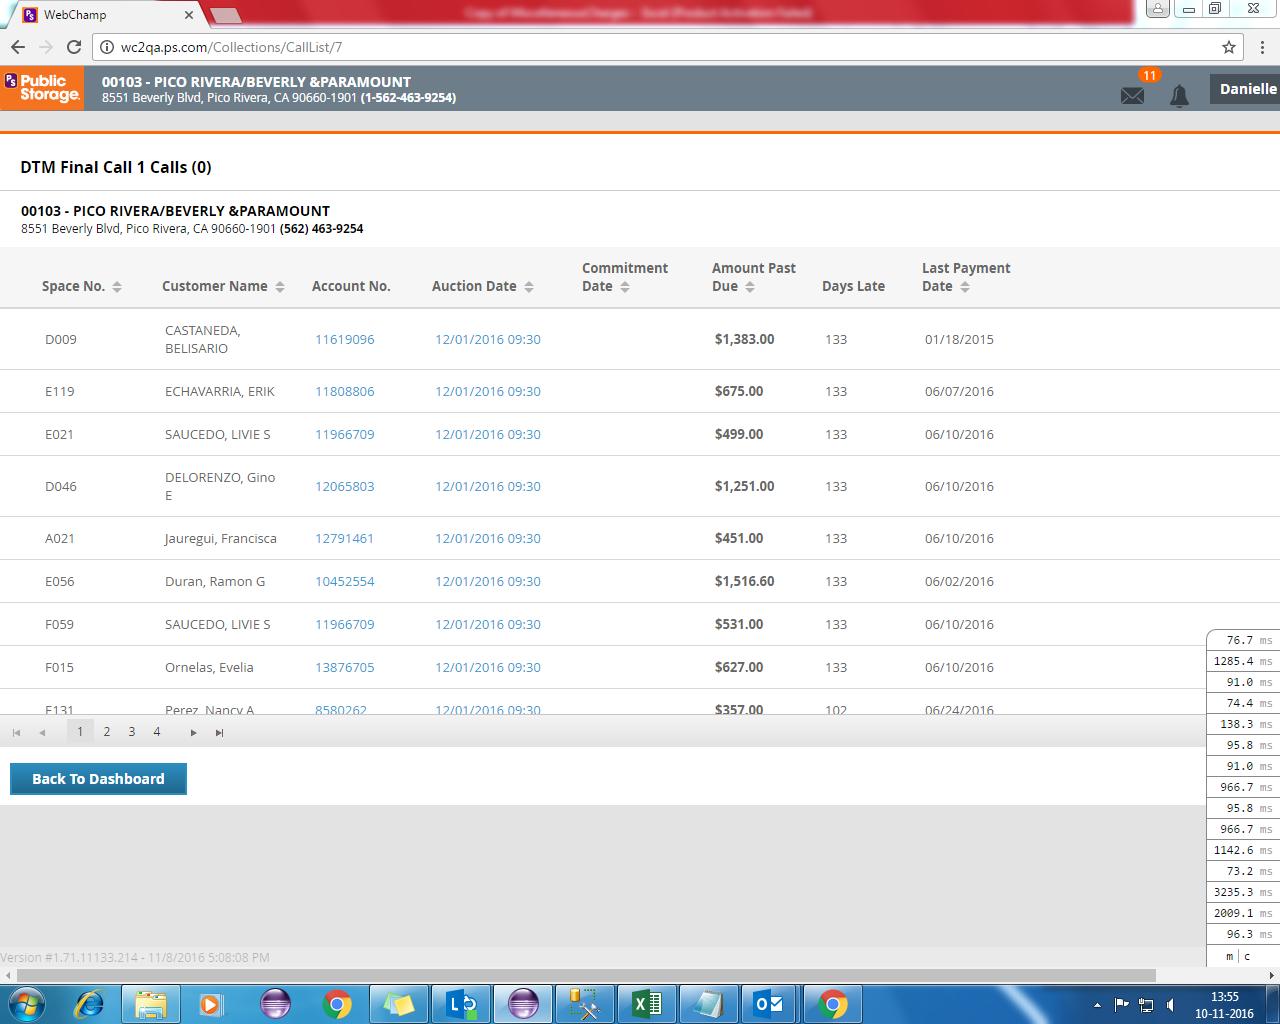 WebChamp
Copy of MiscellaneousCharges - Excel (Product Activation Failed)
wc2qa.ps.com/Collections/CallList/7
PS Public Storage.
00103 - PICO RIVERA/BEVERLY &PARAMOUNT
8551 Beverly Blvd, Pico Rivera, CA 90660-1901 (1-562-463-9254)
11
Danielle
DTM Final Call 1 Calls (0)
00103 - PICO RIVERA/BEVERLY &PARAMOUNT
8551 Beverly Blvd, Pico Rivera, CA 90660-1901 (562) 463-9254
Space No. Customer Name Account No. Auction Date Commitment Date Amount Past Due Days Late Last Payment Date
D009 CASTANEDA, BELISARIO 11619096 12/01/2016 09:30 $1,383.00 133 01/18/2015
E119 ECHAVARRIA, ERIK 11808806 12/01/2016 09:30 $675.00 133 06/07/2016
E021 SAUCEDO, LIVIE S 11966709 12/01/2016 09:30 $499.00 133 06/10/2016
D046 DELORENZO, Gino E 12065803 12/01/2016 09:30 $1,251.00 133 06/10/2016
A021 Jauregui, Francisca 12791461 12/01/2016 09:30 $451.00 133 06/10/2016
E056 Duran, Ramon G 10452554 12/01/2016 09:30 $1,516.60 133 06/02/2016
F059 SAUCEDO, LIVIE S 11966709 12/01/2016 09:30 $531.00 133 06/10/2016
F015 Ornelas, Evelia 13876705 12/01/2016 09:30 $627.00 133 06/10/2016
Perez, Nancy A 8580262 12/01/2016 09:30 $357.00 102 06/24/2016
1 2 3 4
Back To Dashboard
76.7 ms
1285.4 ms
91.0 ms
74.4 ms
138.3 ms
95.8 ms
91.0 ms
966.7 ms
95.8 ms
966.7 ms
1142.6 ms
73.2 ms
3235.3 ms
2009.1 ms
96.3 ms
m c
Version #1.71.11133.214 - 11/8/2016 5:08:08 PM
13:55
10-11-2016